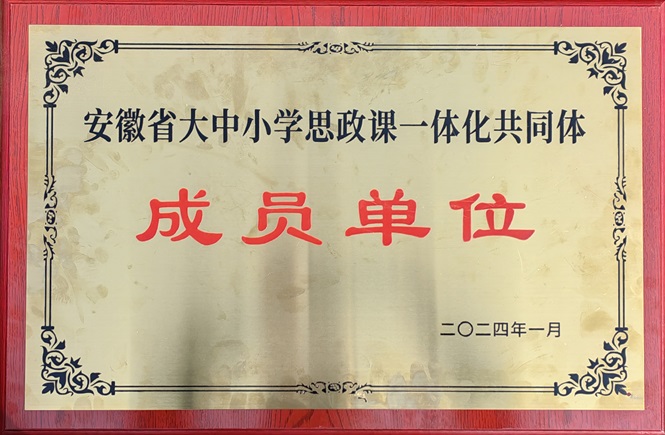 安徽省大中小学思政课一体化共同体
成员单位
二〇二四年一月